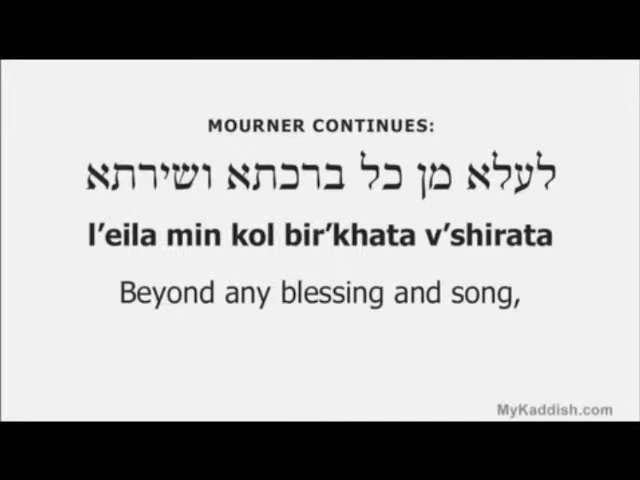 MOURNER CONTINUES:
לעלא מן כל ברכתא ושירתא
l’eila min kol bir’khata v’shirata
Beyond any blessing and song,
MyKaddish.com